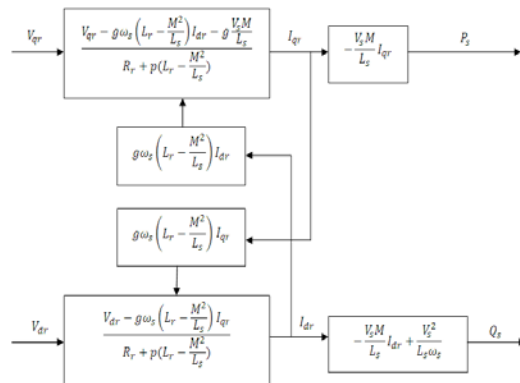 V_{qr}
\frac{V_{qr} - g\omega_s \left(L_r - \frac{M^2}{L_s}\right) I_{dr} - g \frac{V_s M}{L_s}}{R_r + p(L_r - \frac{M^2}{L_s})}
I_{qr}
-\frac{V_s M}{L_s} I_{qr}
P_s
g\omega_s \left(L_r - \frac{M^2}{L_s}\right) I_{dr}
g\omega_s \left(L_r - \frac{M^2}{L_s}\right) I_{qr}
V_{dr}
\frac{V_{dr} - g\omega_s \left(L_r - \frac{M^2}{L_s}\right) I_{qr}}{R_r + p(L_r - \frac{M^2}{L_s})}
I_{dr}
-\frac{V_s M}{L_s} I_{dr} + \frac{V_s^2}{L_s \omega_s}
Q_s